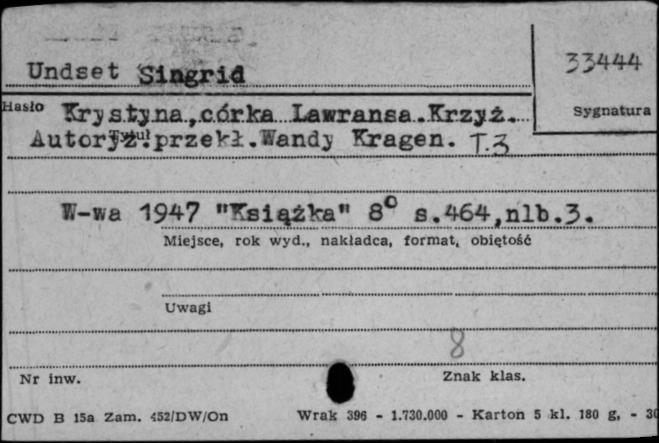 33444
Undset Singrid
Hasło Krystyna, córka Lawransa. Krzyż.
Sygnatura
Tytuł
Autoryz. przekł. Wandy Kragen. T.3
W-wa 1947 "Książka" 8° s.464, nlb.3.
Miejsce, rok wyd., nakładca, format, objętość
Uwagi
8
Nr inw.
Znak klas.
CWD B 15a Zam. 452/DW/On Wrak 396 - 1.730.000 - Karton 5 kl. 180 g, -